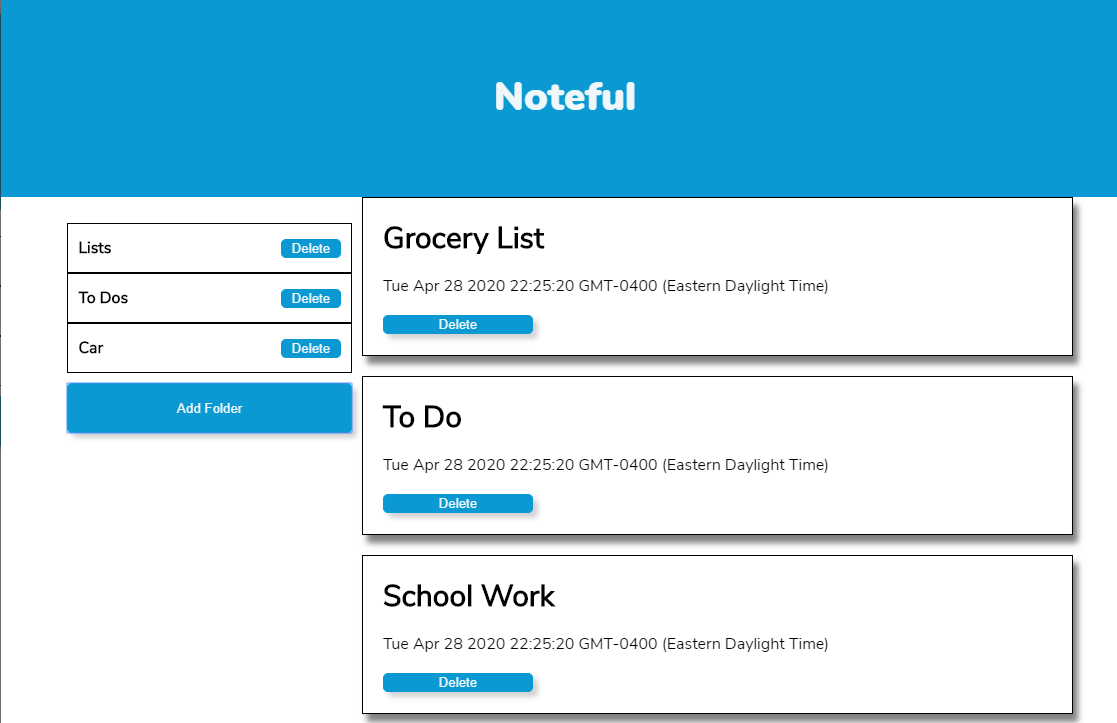 Noteful
Lists
Delete
To Dos
Delete
Car
Delete
Add Folder
Grocery List
Tue Apr 28 2020 22:25:20 GMT-0400 (Eastern Daylight Time)
Delete
To Do
Tue Apr 28 2020 22:25:20 GMT-0400 (Eastern Daylight Time)
Delete
School Work
Tue Apr 28 2020 22:25:20 GMT-0400 (Eastern Daylight Time)
Delete